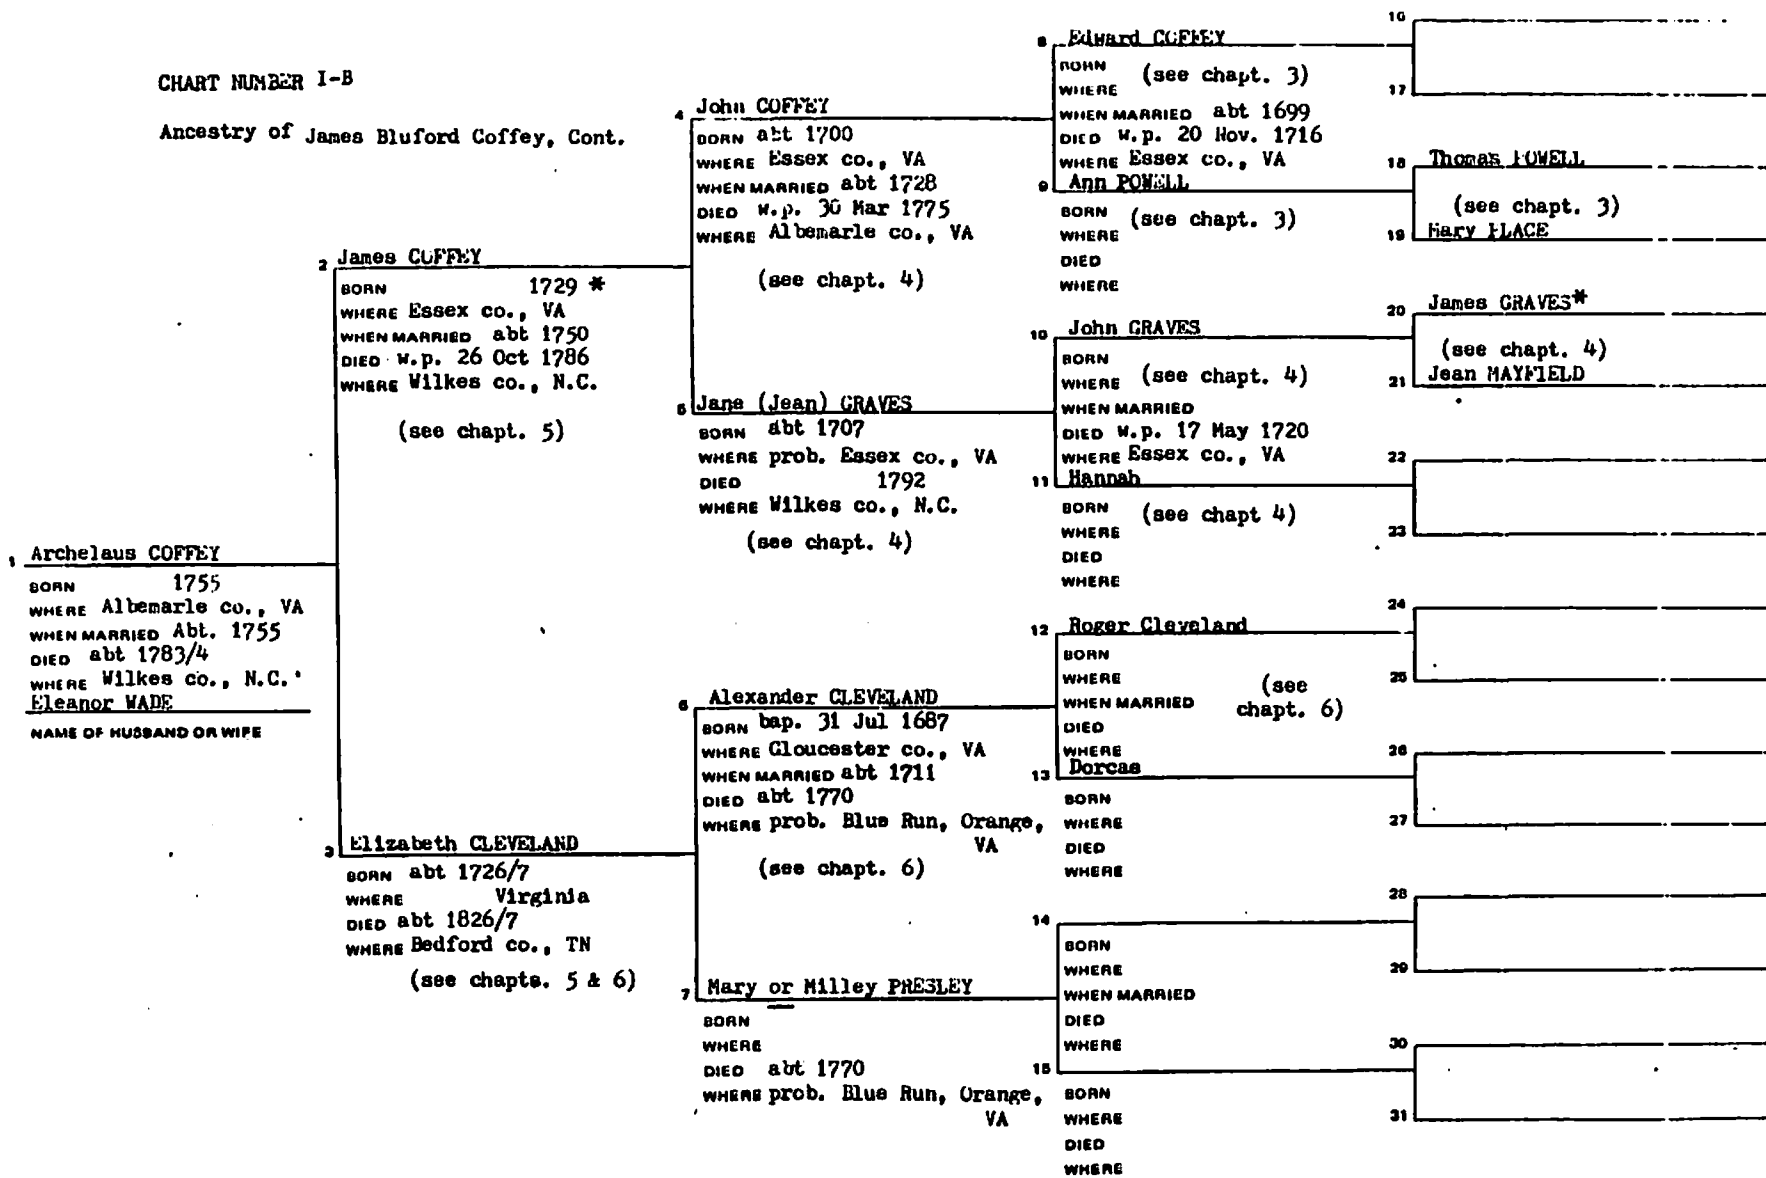 CHART NUMBER I-B
Ancestry of James Bluford Coffey, Cont.
1 Archelaus COFFEY
BORN 1755
WHERE Albemarle co., VA
WHEN MARRIED Abt. 1755
DIED abt 1783/4
WHERE Wilkes co., N.C.
Eleanor WADE
NAME OF HUSBAND OR WIFE
2 James COFFEY
BORN 1729 *
WHERE Essex co., VA
WHEN MARRIED abt 1750
DIED w.p. 26 Oct 1786
WHERE Wilkes co., N.C.
(see chapt. 5)
3 Elizabeth CLEVELAND
BORN abt 1726/7
WHERE Virginia
DIED abt 1826/7
WHERE Bedford co., TN
(see chapts. 5 & 6)
4 John COFFEY
BORN abt 1700
WHERE Essex co., VA
WHEN MARRIED abt 1728
DIED w.p. 30 Mar 1775
WHERE Albemarle co., VA
(see chapt. 4)
5 Jane (Jean) GRAVES
BORN abt 1707
WHERE prob. Essex co., VA
DIED 1792
WHERE Wilkes co., N.C.
(see chapt. 4)
6 Alexander CLEVELAND
BORN bap. 31 Jul 1687
WHERE Gloucester co., VA
WHEN MARRIED abt 1711
DIED abt 1770
WHERE prob. Blue Run, Orange,
VA
(see chapt. 6)
7 Mary or Milley PRESLEY
BORN
WHERE
DIED abt 1770
WHERE prob. Blue Run, Orange,
VA
8 Edward COFFEY
BORN (see chapt. 3)
WHERE
WHEN MARRIED abt 1699
DIED w.p. 20 Nov. 1716
WHERE Essex co., VA
9 Ann POWELL
BORN (see chapt. 3)
WHERE
DIED
WHERE
10 John GRAVES
BORN
WHERE (see chapt. 4)
WHEN MARRIED
DIED w.p. 17 May 1720
WHERE Essex co., VA
11 Hannah
BORN (see chapt 4)
WHERE
DIED
WHERE
12 Roger Cleveland
BORN
WHERE (see
WHEN MARRIED chapt. 6)
DIED
WHERE
13 Dorcas
BORN
WHERE
DIED
WHERE
14
BORN
WHERE
WHEN MARRIED
DIED
WHERE
15
BORN
WHERE
DIED
WHERE
16
17
18 Thomas POWELL
(see chapt. 3)
19 Mary PLACE
20 James GRAVES*
(see chapt. 4)
21 Jean MAYFIELD
22
23
24
25
26
27
28
29
30
31